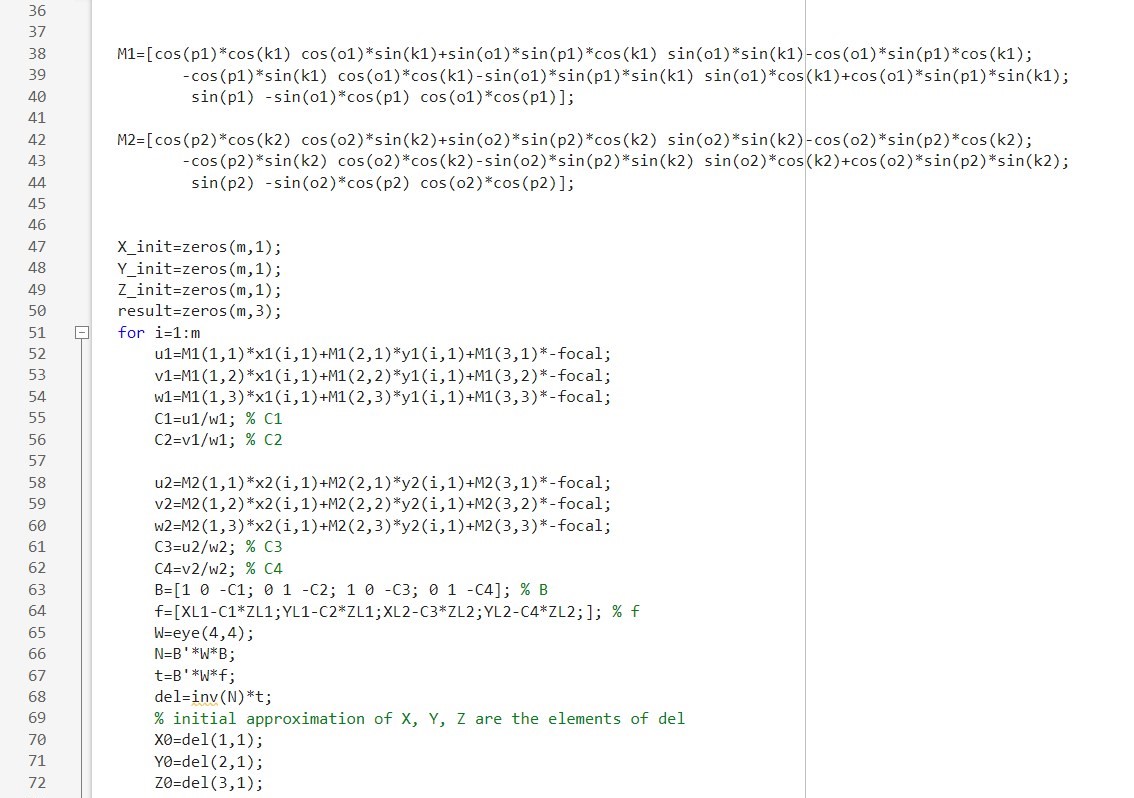 36
37
38 M1=[cos(p1)*cos(k1) cos(o1)*sin(k1)+sin(o1)*sin(p1)*cos(k1) sin(o1)*sin(k1)-cos(o1)*sin(p1)*cos(k1);
39 -cos(p1)*sin(k1) cos(o1)*cos(k1)-sin(o1)*sin(p1)*sin(k1) sin(o1)*cos(k1)+cos(o1)*sin(p1)*sin(k1);
40 sin(p1) -sin(o1)*cos(p1) cos(o1)*cos(p1)];
41
42 M2=[cos(p2)*cos(k2) cos(o2)*sin(k2)+sin(o2)*sin(p2)*cos(k2) sin(o2)*sin(k2)-cos(o2)*sin(p2)*cos(k2);
43 -cos(p2)*sin(k2) cos(o2)*cos(k2)-sin(o2)*sin(p2)*sin(k2) sin(o2)*cos(k2)+cos(o2)*sin(p2)*sin(k2);
44 sin(p2) -sin(o2)*cos(p2) cos(o2)*cos(p2)];
45
46
47 X_init=zeros(m,1);
48 Y_init=zeros(m,1);
49 Z_init=zeros(m,1);
50 result=zeros(m,3);
51 for i=1:m
52 u1=M1(1,1)*x1(i,1)+M1(2,1)*y1(i,1)+M1(3,1)*-focal;
53 v1=M1(1,2)*x1(i,1)+M1(2,2)*y1(i,1)+M1(3,2)*-focal;
54 w1=M1(1,3)*x1(i,1)+M1(2,3)*y1(i,1)+M1(3,3)*-focal;
55 C1=u1/w1; % C1
56 C2=v1/w1; % C2
57
58 u2=M2(1,1)*x2(i,1)+M2(2,1)*y2(i,1)+M2(3,1)*-focal;
59 v2=M2(1,2)*x2(i,1)+M2(2,2)*y2(i,1)+M2(3,2)*-focal;
60 w2=M2(1,3)*x2(i,1)+M2(2,3)*y2(i,1)+M2(3,3)*-focal;
61 C3=u2/w2; % C3
62 C4=v2/w2; % C4
63 B=[1 0 -C1; 0 1 -C2; 1 0 -C3; 0 1 -C4]; % B
64 f=[XL1-C1*ZL1;YL1-C2*ZL1;XL2-C3*ZL2;YL2-C4*ZL2;]; % f
65 W=eye(4,4);
66 N=B'*W*B;
67 t=B'*W*f;
68 del=inv(N)*t;
69 % initial approximation of X, Y, Z are the elements of del
70 X0=del(1,1);
71 Y0=del(2,1);
72 Z0=del(3,1);